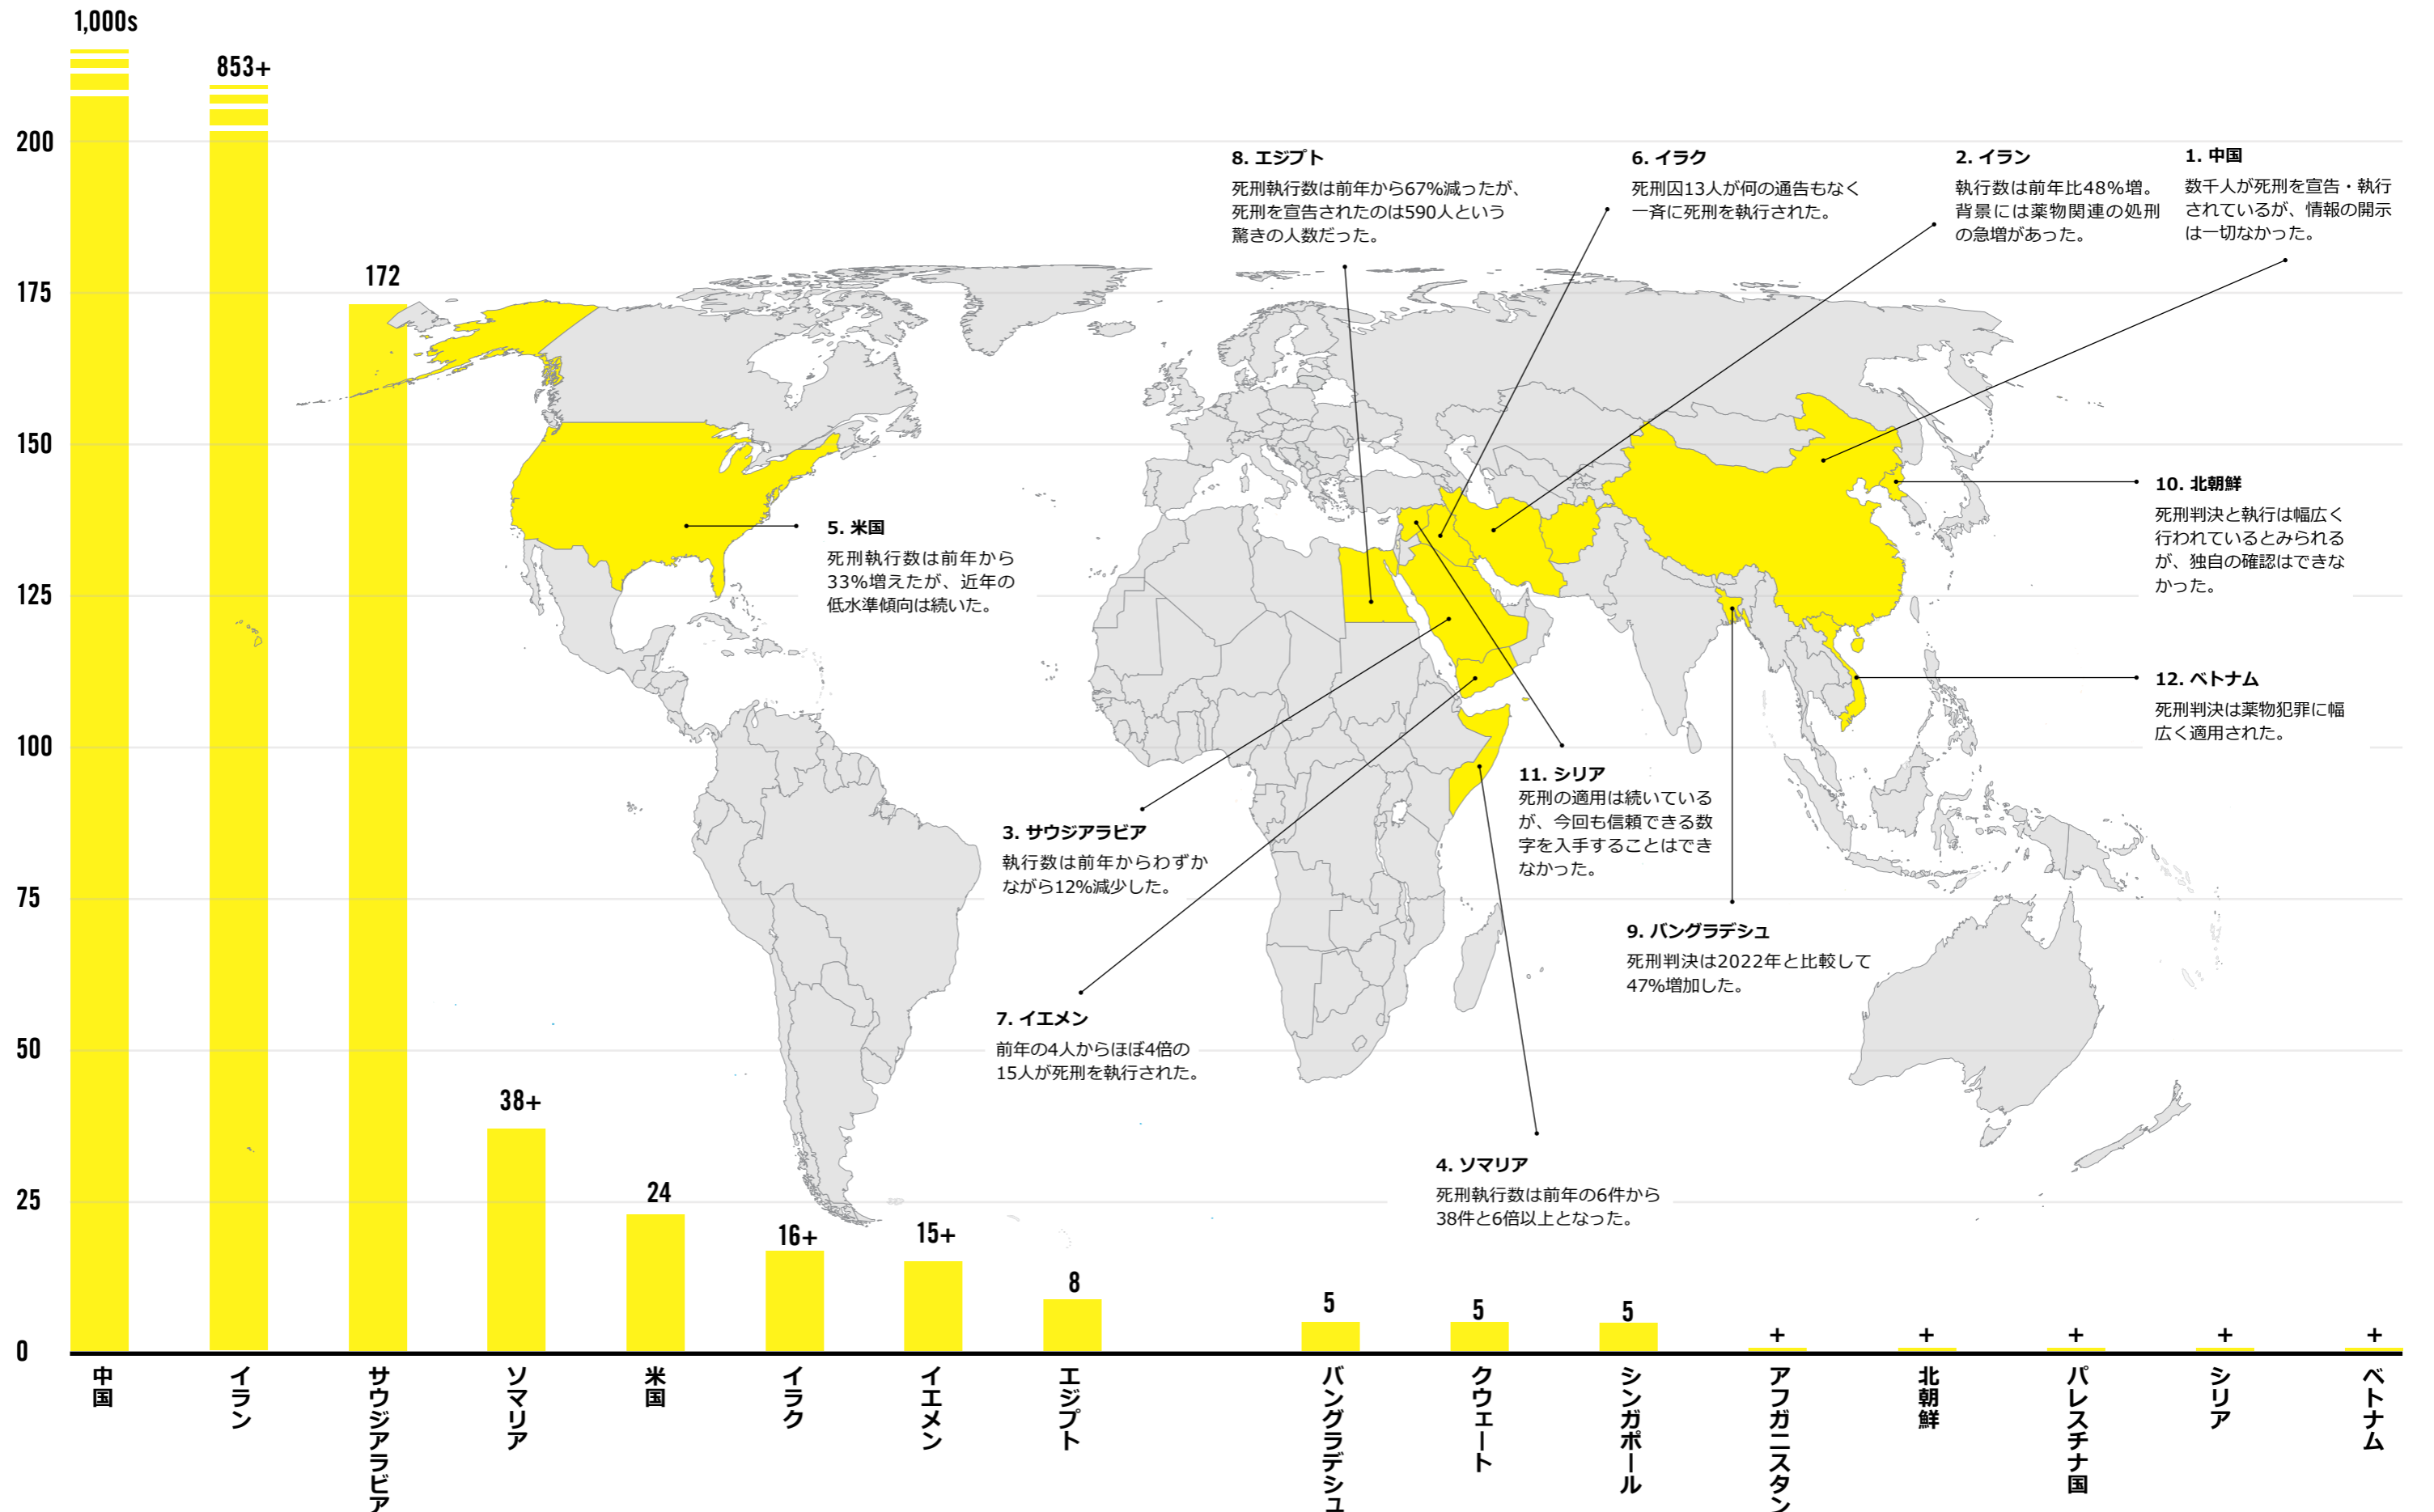 1,000s
853+
200
8. エジプト
死刑執行数は前年から67%減ったが、
死刑を宣告されたのは590人という
驚きの人数だった。
6. イラク
死刑囚13人が何の通告もなく
一斉に死刑を執行された。
2. イラン
執行数は前年比48%増。
背景には薬物関連の処刑
の急増があった。
1. 中国
数千人が死刑を宣告・執行
されているが、情報の開示
は一切なかった。
172
175
150
5. 米国
死刑執行数は前年から
33%増えたが、近年の
低水準傾向は続いた。
10. 北朝鮮
死刑判決と執行は幅広く
行われているとみられる
が、独自の確認はできな
かった。
125
12. ベトナム
死刑判決は薬物犯罪に幅
広く適用された。
100
11. シリア
死刑の適用は続いている
が、今回も信頼できる数
字を入手することはでき
なかった。
3. サウジアラビア
執行数は前年からわずか
ながら12%減少した。
75
9. バングラデシュ
死刑判決は2022年と比較して
47%増加した。
7. イエメン
前年の4人からほぼ4倍の
15人が死刑を執行された。
50
4. ソマリア
死刑執行数は前年の6件から
38件と6倍以上となった。
38+
25
24
16+
15+
8
5
5
5
+
+
+
+
+
0
中国
イラン
サウジアラビア
ソマリア
米国
イラク
イエメン
エジプト
バングラデシュ
クウェート
シンガポール
アフガニスタン
北朝鮮
パレスチナ国
シリア
ベトナム